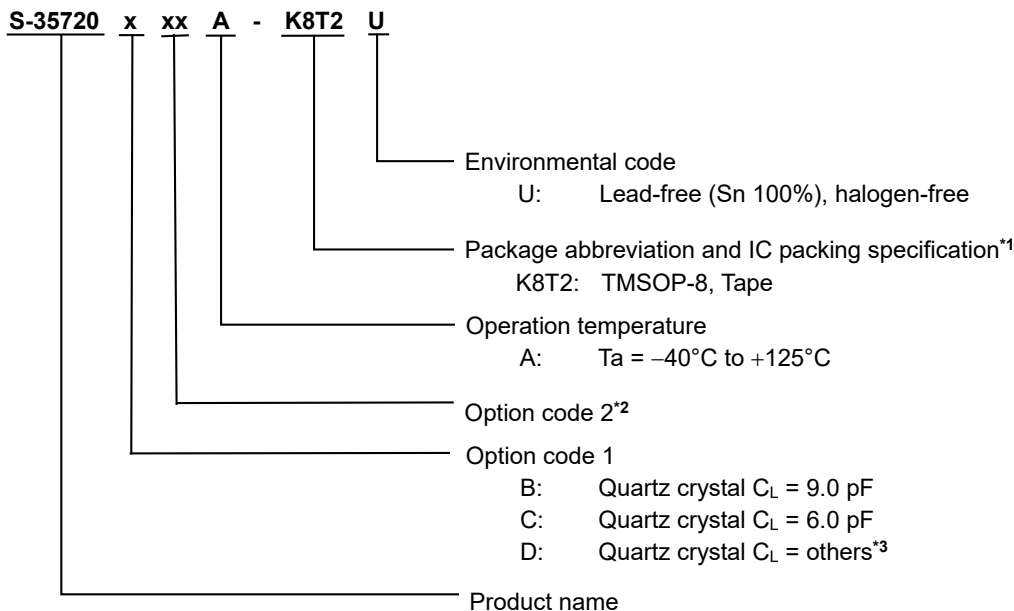 S-35720 x xx A - K8T2 U
Environmental code
U: Lead-free (Sn 100%), halogen-free
Package abbreviation and IC packing specification*1
K8T2: TMSOP-8, Tape
Operation temperature
A: Ta = −40°C to +125°C
Option code 2*2
Option code 1
B: Quartz crystal CL = 9.0 pF
C: Quartz crystal CL = 6.0 pF
D: Quartz crystal CL = others*3
Product name